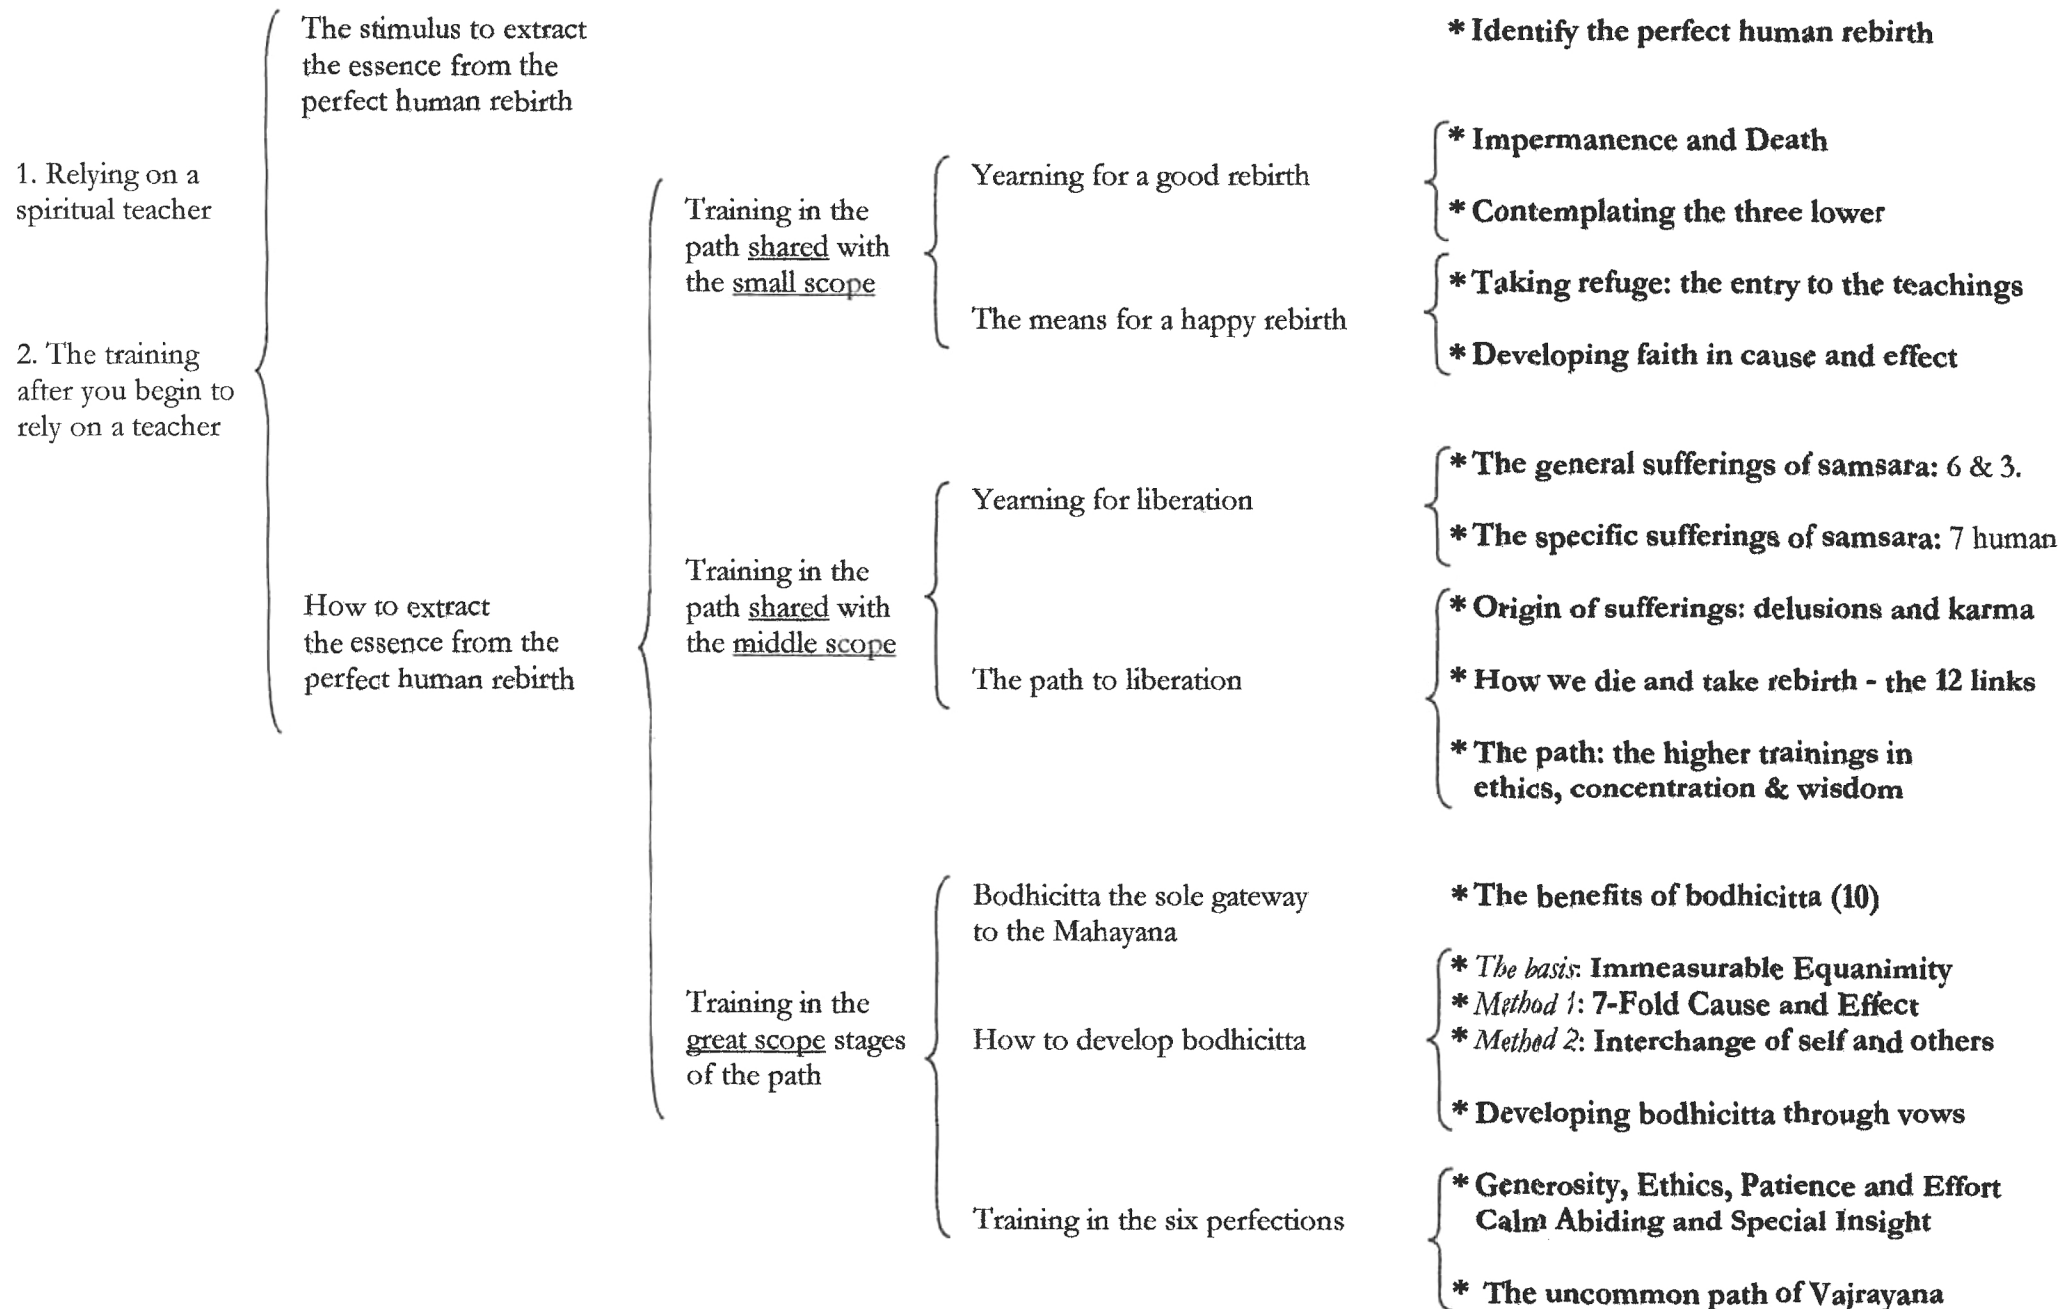 1. Relying on a
spiritual teacher
2. The training
after you begin to
rely on a teacher
The stimulus to extract
the essence from the
perfect human rebirth
How to extract
the essence from the
perfect human rebirth
Training in the
path shared with
the small scope
Training in the
path shared with
the middle scope
Training in the
great scope stages
of the path
Yearning for a good rebirth
The means for a happy rebirth
Yearning for liberation
The path to liberation
Bodhicitta the sole gateway
to the Mahayana
How to develop bodhicitta
Training in the six perfections
* Identify the perfect human rebirth
* Impermanence and Death
* Contemplating the three lower
* Taking refuge: the entry to the teachings
* Developing faith in cause and effect
* The general sufferings of samsara: 6 & 3.
* The specific sufferings of samsara: 7 human
* Origin of sufferings: delusions and karma
* How we die and take rebirth - the 12 links
* The path: the higher trainings in
ethics, concentration & wisdom
* The benefits of bodhicitta (10)
* The basis: Immeasurable Equanimity
* Method 1: 7-Fold Cause and Effect
* Method 2: Interchange of self and others
* Developing bodhicitta through vows
* Generosity, Ethics, Patience and Effort
Calm Abiding and Special Insight
* The uncommon path of Vajrayana